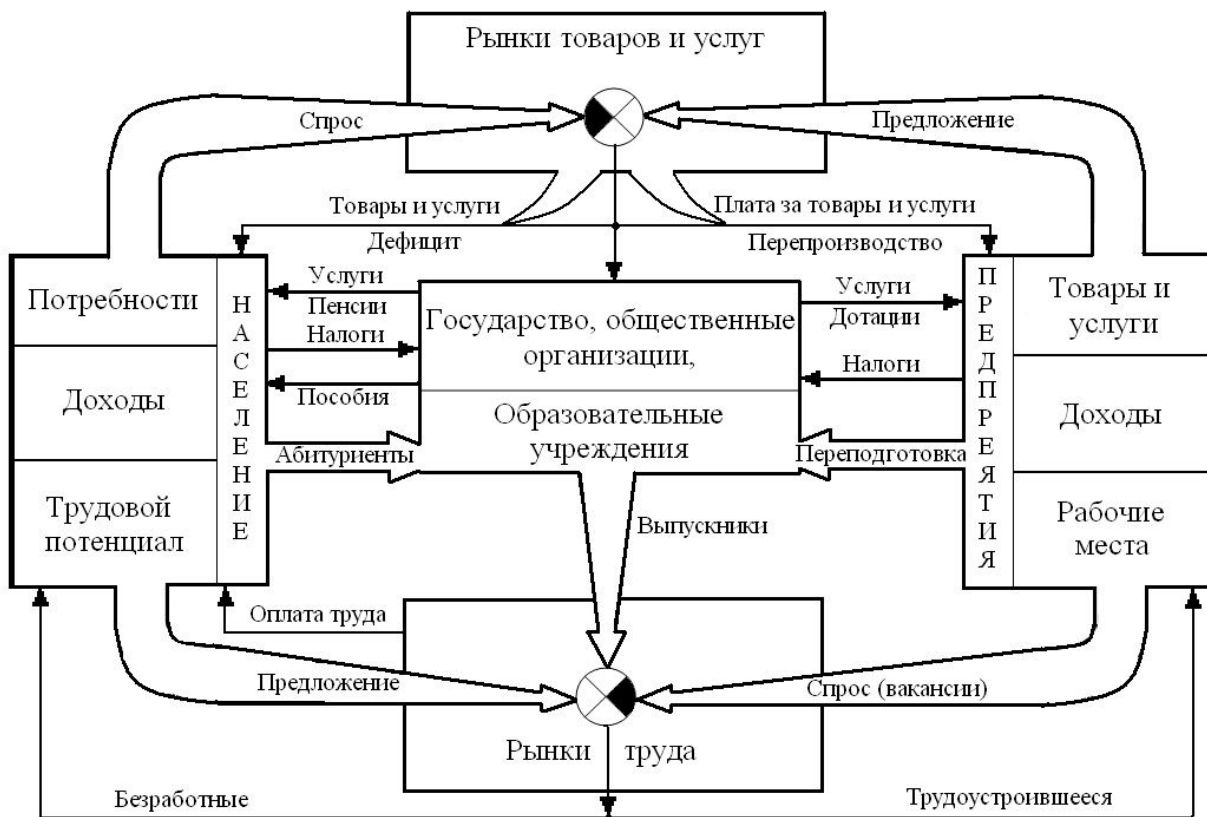 Рынки товаров и услуг
Спрос
Предложение
Товары и услуги
Плата за товары и услуги
Дефицит
Перепроизводство
Потребности
Доходы
Трудовой
потенциал
НАСЕЛЕНИЕ
Услуги
Пенсии
Налоги
Пособия
Абитуриенты
Государство, общественные
организации,
Образовательные
учреждения
Услуги
Дотации
Налоги
Переподготовка
ПРЕДПРЕЯТИЯ
Товары и
услуги
Доходы
Рабочие
места
Выпускники
Оплата труда
Предложение
Спрос (вакансии)
Рынки труда
Безработные
Трудоустроившееся